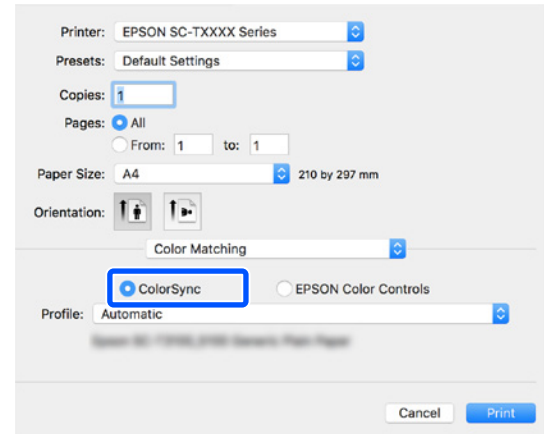 Printer: EPSON SC-TXXXX Series
Presets: Default Settings
Copies: 1
Pages: All
From: 1 to: 1
Paper Size: A4 210 by 297 mm
Orientation:
Color Matching
ColorSync EPSON Color Controls
Profile: Automatic
Cancel Print